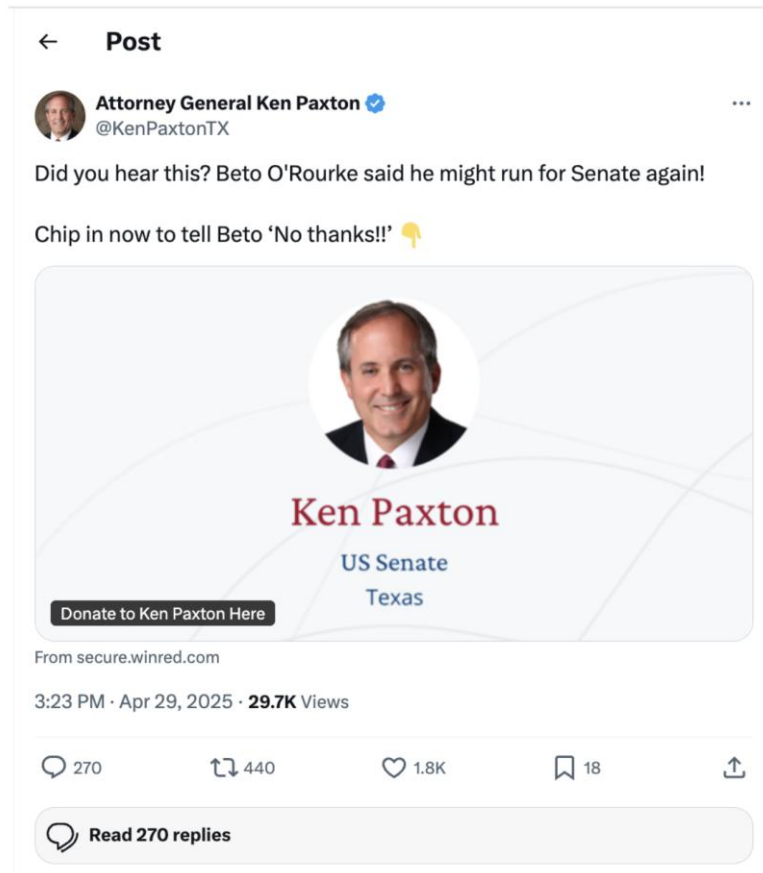 Post
Attorney General Ken Paxton
@KenPaxtonTX
Did you hear this? Beto O'Rourke said he might run for Senate again!
Chip in now to tell Beto ‘No thanks!!’ 👇
Ken Paxton
US Senate
Texas
Donate to Ken Paxton Here
From secure.winred.com
3:23 PM · Apr 29, 2025 · 29.7K Views
270 440 1.8K 18
Read 270 replies